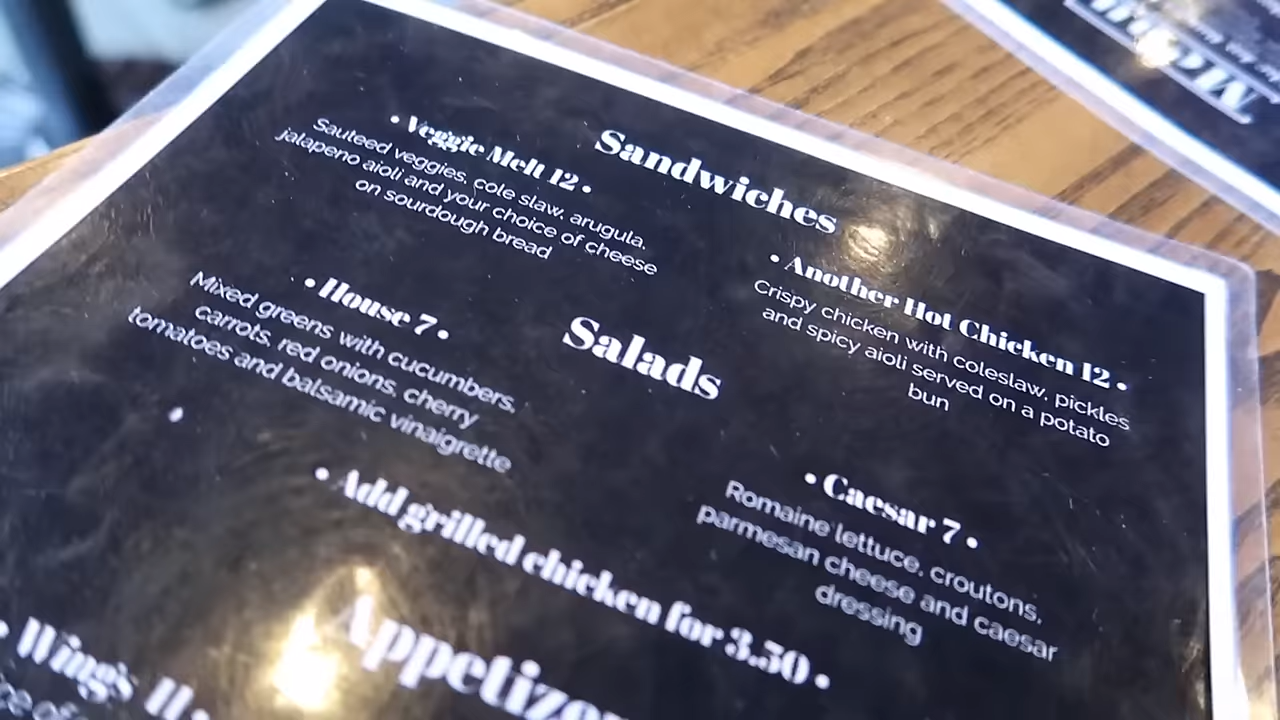 Sandwiches
• Veggie Melt 12 •
Sauteed veggies, cole slaw, arugula,
jalapeno aioli and your choice of cheese
on sourdough bread
• Another Hot Chicken 12 •
Crispy chicken with coleslaw, pickles
and spicy aioli served on a potato
bun
Salads
• House 7 •
Mixed greens with cucumbers,
carrots, red onions, cherry
tomatoes and balsamic vinaigrette
• Caesar 7 •
Romaine lettuce, croutons,
parmesan cheese and caesar
dressing
• Add grilled chicken for 3.50 •
• Wings 11 •